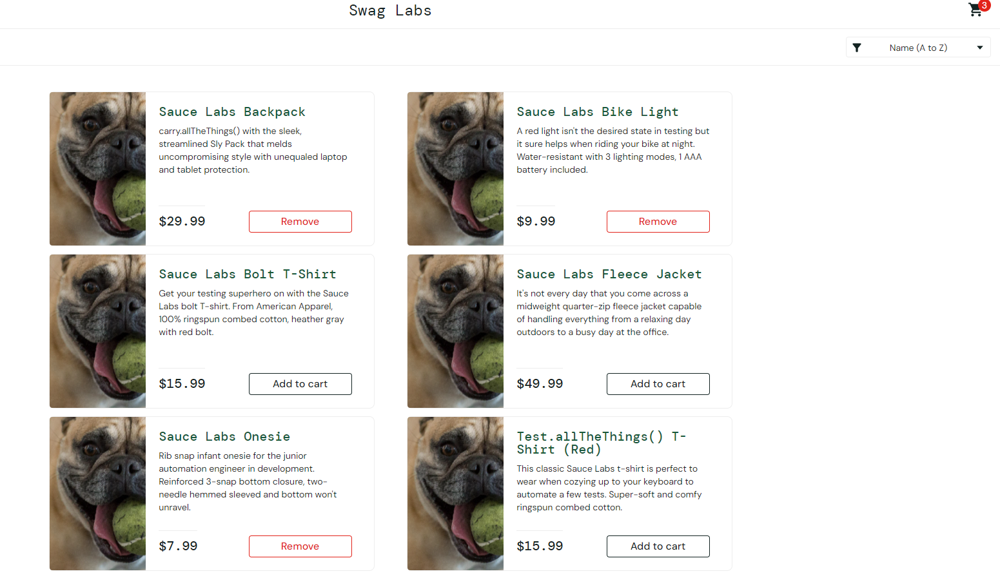 Swag Labs
3
Name (A to Z)
Sauce Labs Backpack
carry.allTheThings() with the sleek,
streamlined Sly Pack that melds
uncompromising style with unequaled laptop
and tablet protection.
$29.99
Remove
Sauce Labs Bike Light
A red light isn't the desired state in testing but
it sure helps when riding your bike at night.
Water-resistant with 3 lighting modes, 1 AAA
battery included.
$9.99
Remove
Sauce Labs Bolt T-Shirt
Get your testing superhero on with the Sauce
Labs bolt T-shirt. From American Apparel,
100% ringspun combed cotton, heather gray
with red bolt.
$15.99
Add to cart
Sauce Labs Fleece Jacket
It's not every day that you come across a
midweight quarter-zip fleece jacket capable
of handling everything from a relaxing day
outdoors to a busy day at the office.
$49.99
Add to cart
Sauce Labs Onesie
Rib snap infant onesie for the junior
automation engineer in development.
Reinforced 3-snap bottom closure, two-
needle hemmed sleeved and bottom won't
unravel.
$7.99
Remove
Test.allTheThings() T-
Shirt (Red)
This classic Sauce Labs t-shirt is perfect to
wear when cozying up to your keyboard to
automate a few tests. Super-soft and comfy
ringspun combed cotton.
$15.99
Add to cart